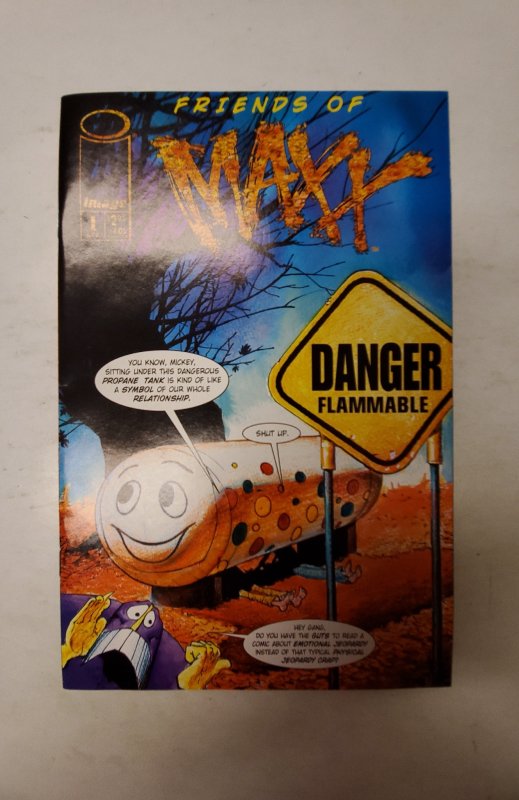 FRIENDS OF
MAXX
image
1
DANGER
FLAMMABLE
YOU KNOW, MICKEY,
SITTING UNDER THIS DANGEROUS
PROPANE TANK IS KIND OF LIKE
A SYMBOL OF OUR WHOLE
RELATIONSHIP.
SHUT UP.
HEY GANG,
DO YOU HAVE THE GUTS TO READ A
COMIC ABOUT EMOTIONAL JEOPARDY
INSTEAD OF THAT TYPICAL PHYSICAL
JEOPARDY CRAP?